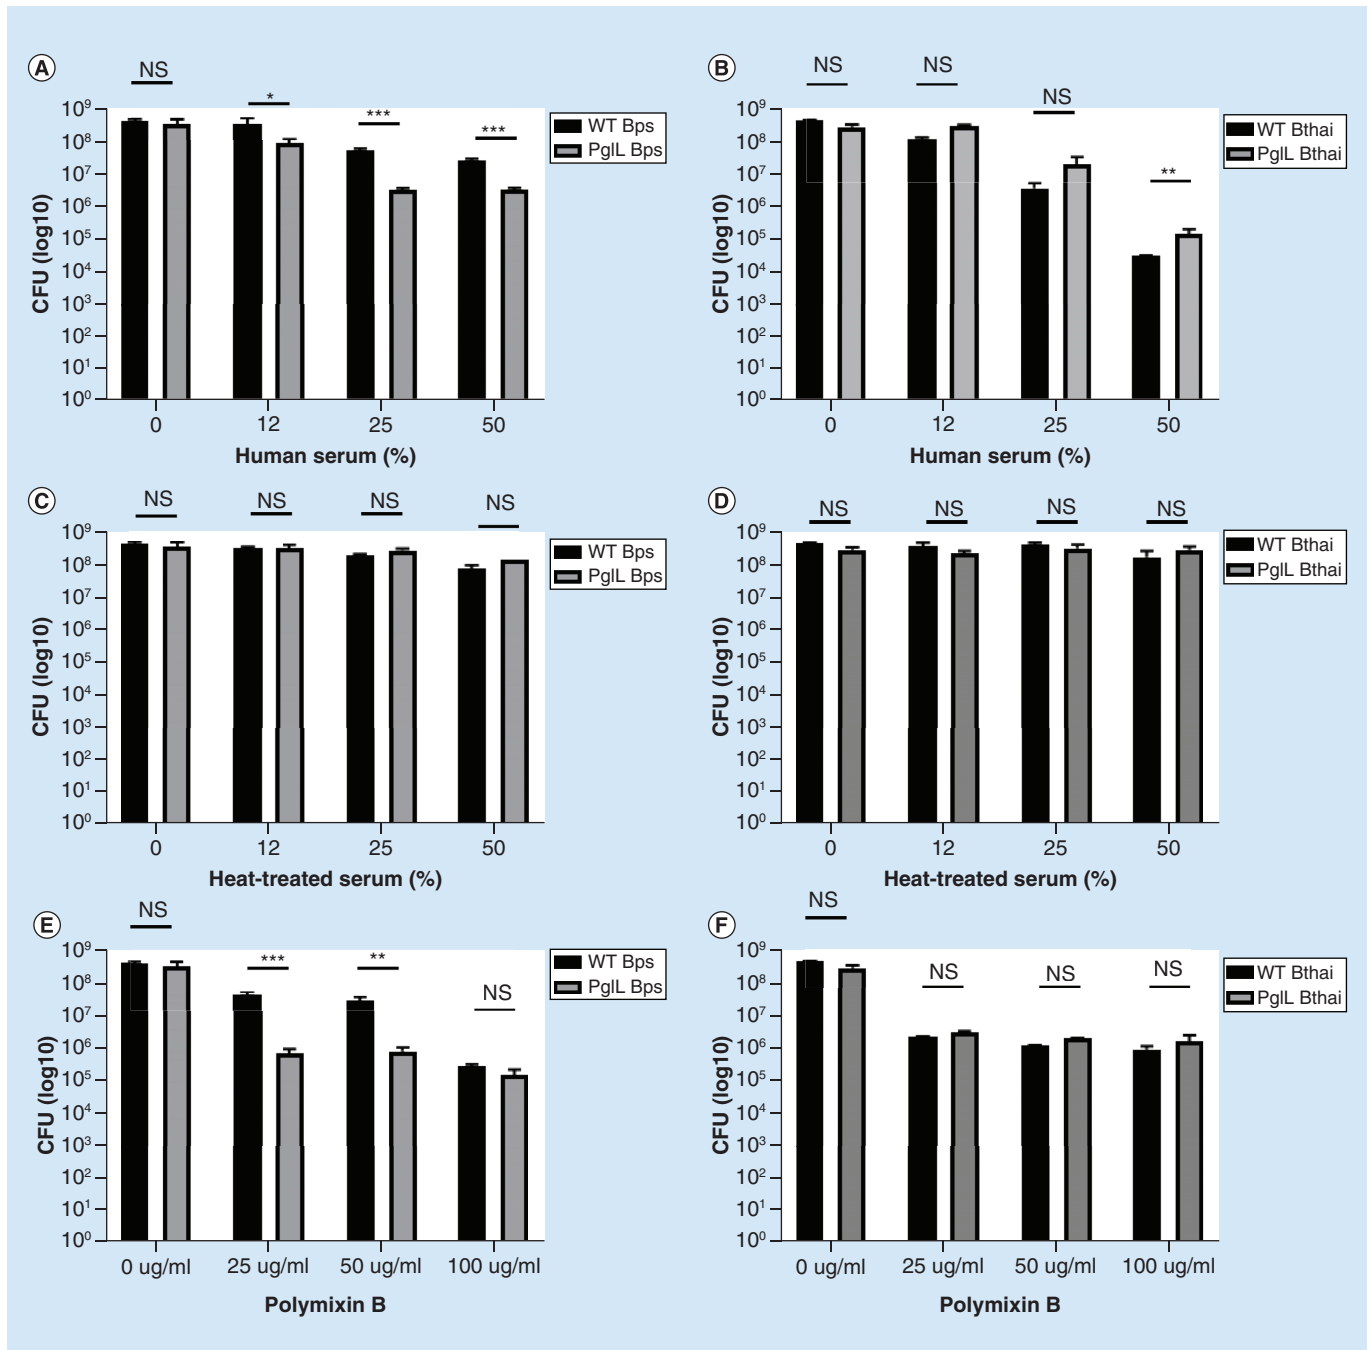 A
NS
*
***
***
10⁹
10⁸
10⁷
10⁶
10⁵
10⁴
10³
10²
10¹
10⁰
CFU (log10)
0 12 25 50
Human serum (%)
WT Bps
PglL Bps
B
NS
NS
NS
**
10⁹
10⁸
10⁷
10⁶
10⁵
10⁴
10³
10²
10¹
10⁰
CFU (log10)
0 12 25 50
Human serum (%)
WT Bthai
PglL Bthai
C
NS
NS
NS
NS
10⁹
10⁸
10⁷
10⁶
10⁵
10⁴
10³
10²
10¹
10⁰
CFU (log10)
0 12 25 50
Heat-treated serum (%)
WT Bps
PglL Bps
D
NS
NS
NS
NS
10⁹
10⁸
10⁷
10⁶
10⁵
10⁴
10³
10²
10¹
10⁰
CFU (log10)
0 12 25 50
Heat-treated serum (%)
WT Bthai
PglL Bthai
E
NS
***
**
NS
10⁹
10⁸
10⁷
10⁶
10⁵
10⁴
10³
10²
10¹
10⁰
CFU (log10)
0 ug/ml 25 ug/ml 50 ug/ml 100 ug/ml
Polymixin B
WT Bps
PglL Bps
F
NS
NS
NS
NS
10⁹
10⁸
10⁷
10⁶
10⁵
10⁴
10³
10²
10¹
10⁰
CFU (log10)
0 ug/ml 25 ug/ml 50 ug/ml 100 ug/ml
Polymixin B
WT Bthai
PglL Bthai